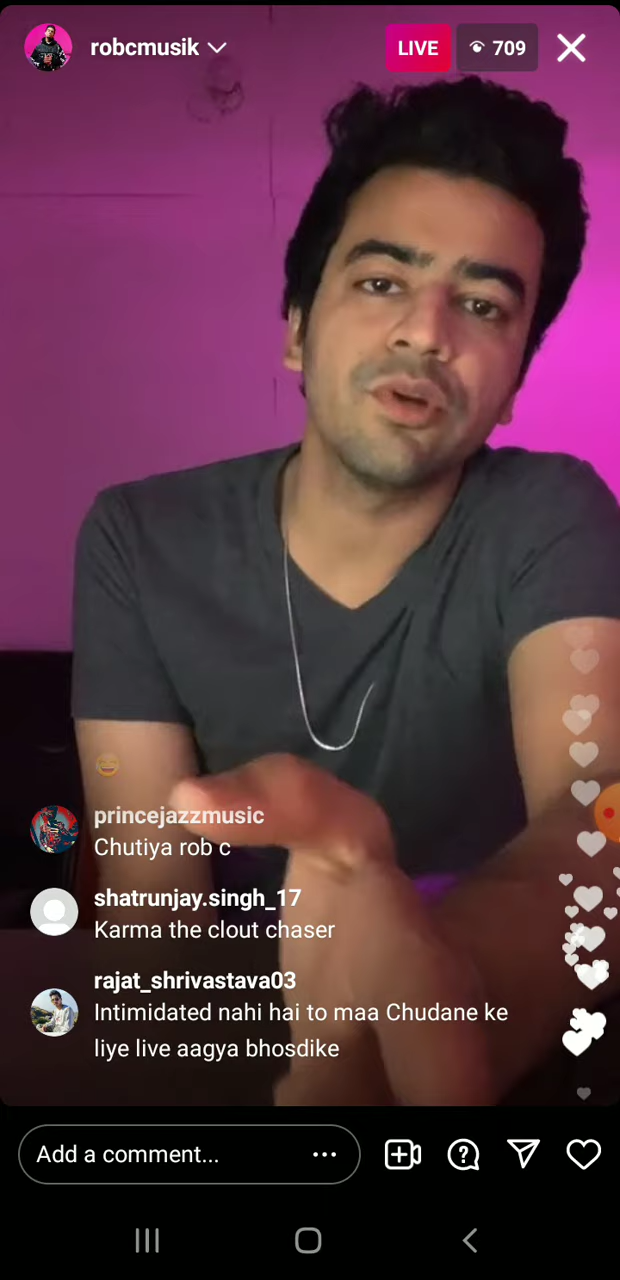 robcmusik
LIVE
709
princejazzmusic
Chutiya rob c
shatrunjay.singh_17
Karma the clout chaser
rajat_shrivastava03
Intimidated nahi hai to maa Chudane ke
liye live aagya bhosdike
Add a comment...